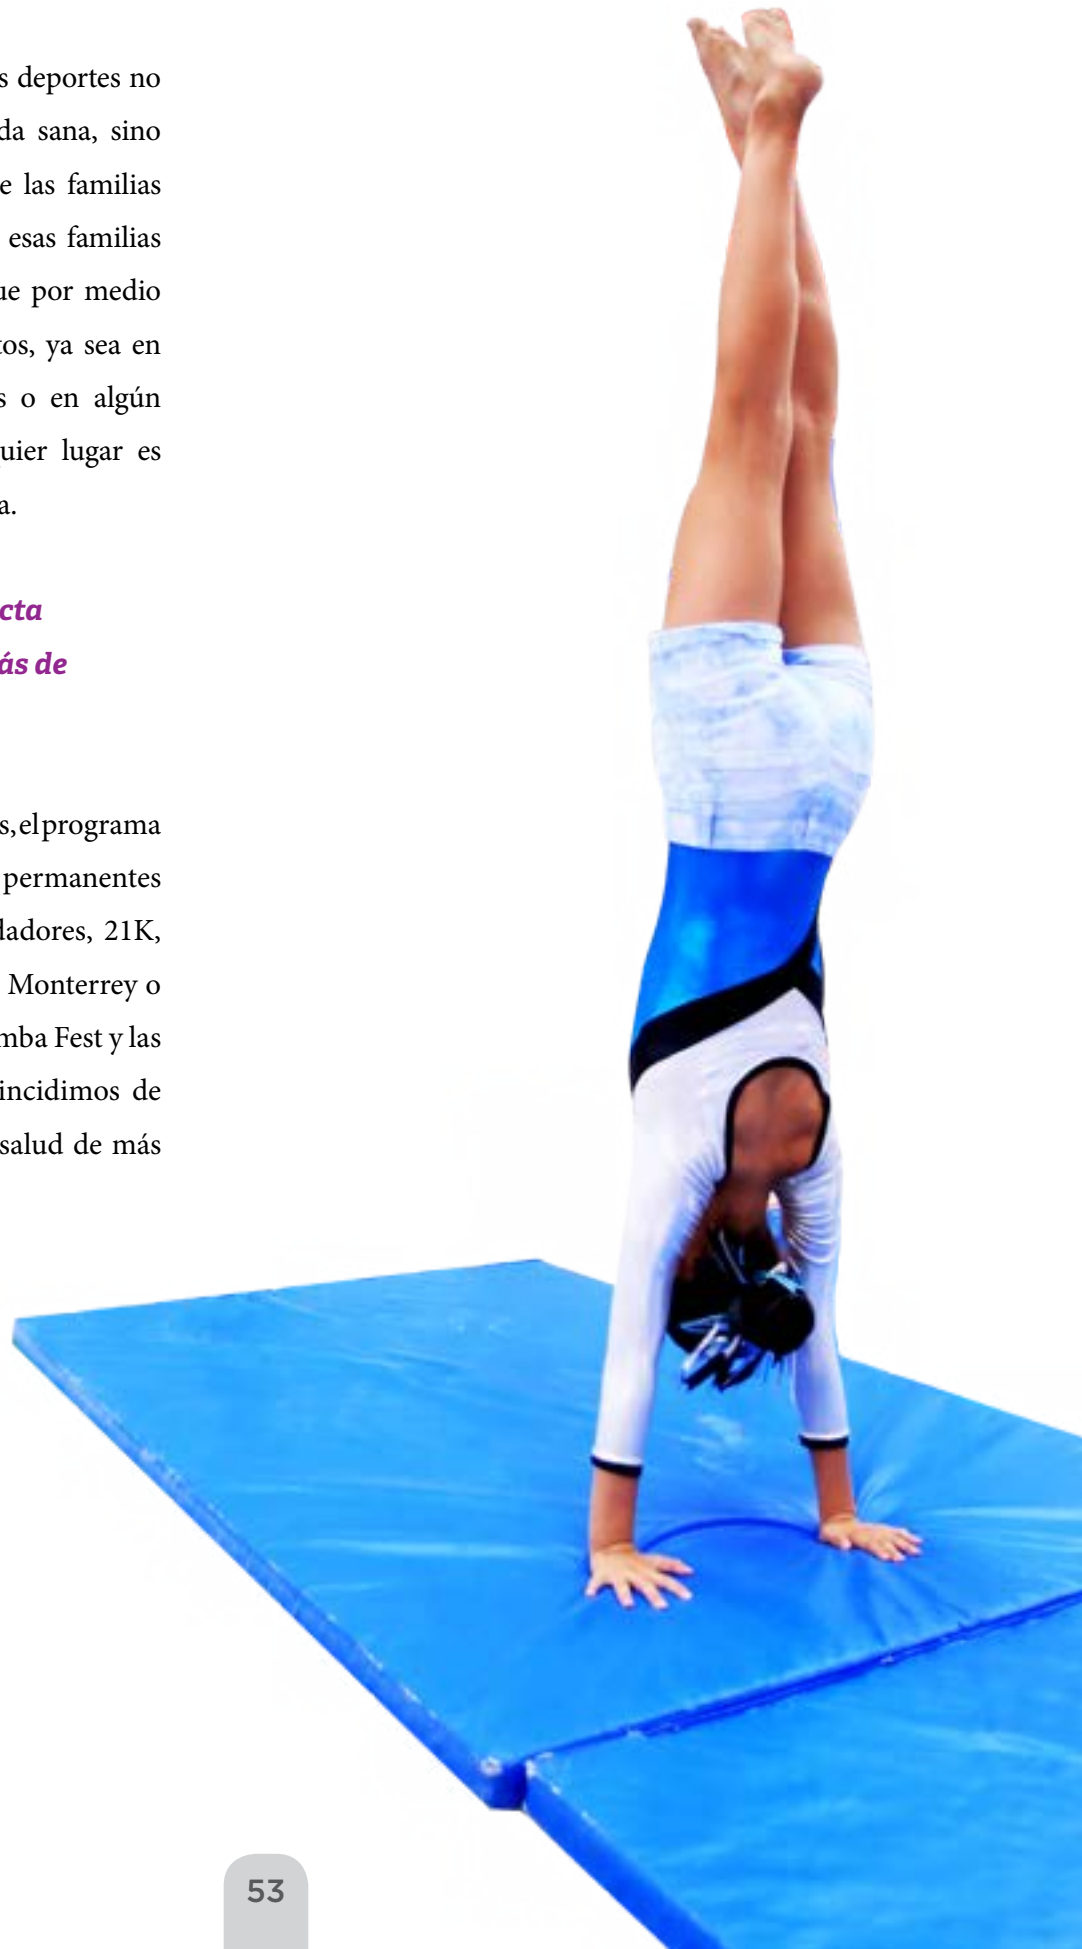 s deportes no
da sana, sino
e las familias
esas familias
ue por medio
tos, ya sea en
s o en algún
uier lugar es
a.
cta
ás de
s, el programa
permanentes
dadores, 21K,
Monterrey o
mba Fest y las
incidimos de
salud de más
53